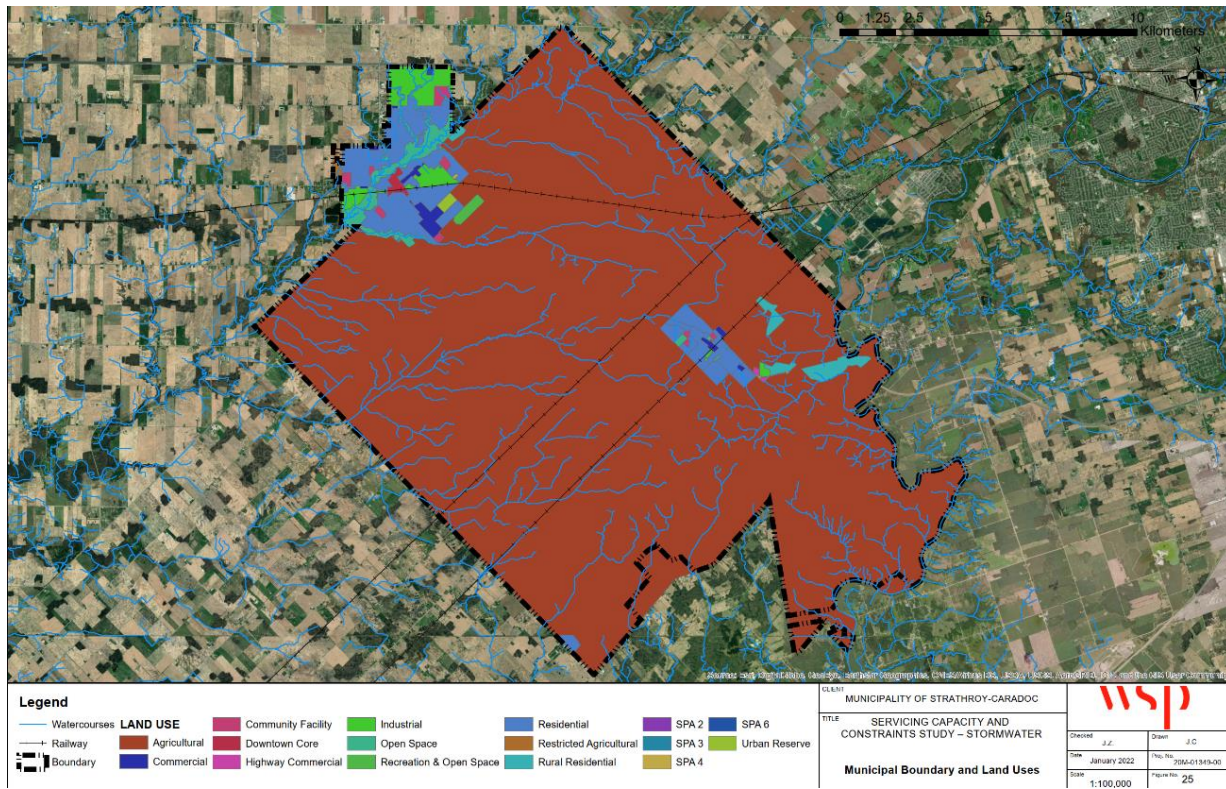 0 1.25 2.5 5 7.5 10
Kilometers
W
Legend
Watercourses
Railway
Boundary
LAND USE
Agricultural
Commercial
Community Facility
Downtown Core
Highway Commercial
Industrial
Open Space
Recreation & Open Space
Residential
Restricted Agricultural
Rural Residential
SPA 2
SPA 3
SPA 4
SPA 6
Urban Reserve
CLIENT
MUNICIPALITY OF STRATHROY-CARADOC
TITLE
SERVICING CAPACITY AND
CONSTRAINTS STUDY – STORMWATER
Municipal Boundary and Land Uses
wsp
Checked
J.Z.
Drawn
J.C
Date
January 2022
Proj. No.
20M-01349-00
Scale
1:100,000
Figure No.
25